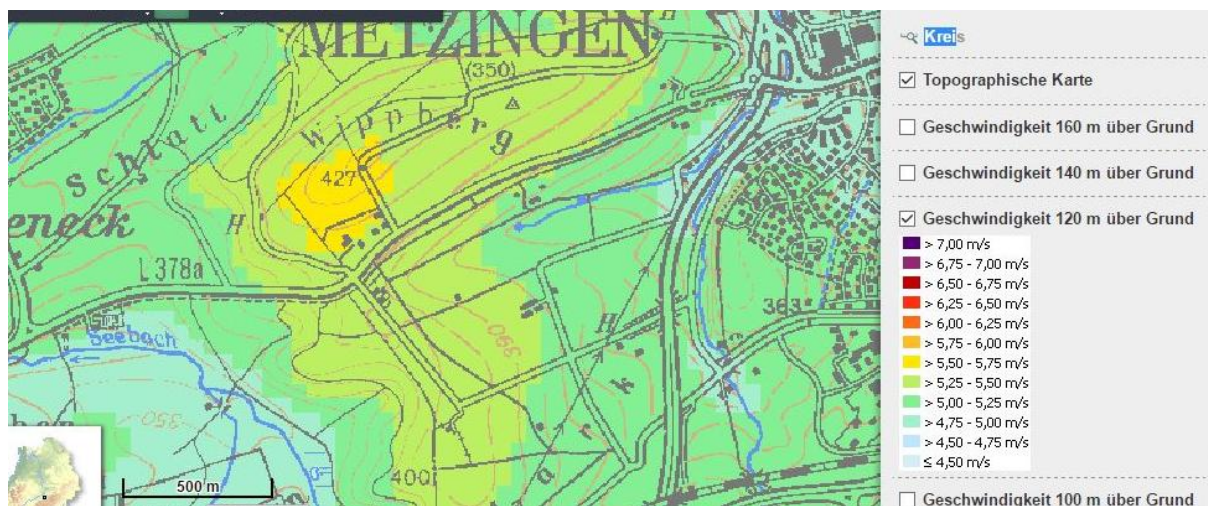 METZINGEN
(350)
Wippberg
Schratt
427
H
eneck
H
L 378a
363
Seebach
390
H
350
400
500 m
Kreis
Topographische Karte
Geschwindigkeit 160 m über Grund
Geschwindigkeit 140 m über Grund
Geschwindigkeit 120 m über Grund
> 7,00 m/s
> 6,75 - 7,00 m/s
> 6,50 - 6,75 m/s
> 6,25 - 6,50 m/s
> 6,00 - 6,25 m/s
> 5,75 - 6,00 m/s
> 5,50 - 5,75 m/s
> 5,25 - 5,50 m/s
> 5,00 - 5,25 m/s
> 4,75 - 5,00 m/s
> 4,50 - 4,75 m/s
≤ 4,50 m/s
Geschwindigkeit 100 m über Grund